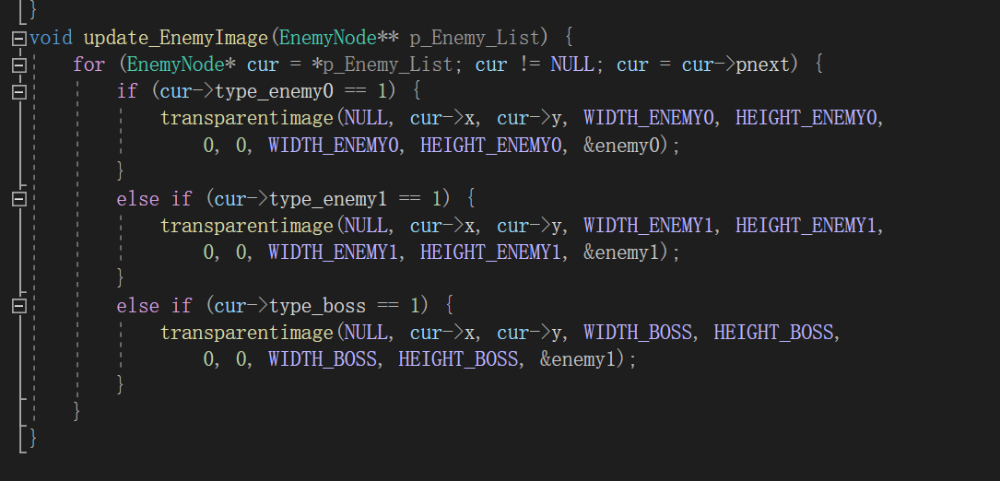 }
void update_EnemyImage(EnemyNode** p_Enemy_List) {
for (EnemyNode* cur = *p_Enemy_List; cur != NULL; cur = cur->pnext) {
if (cur->type_enemy0 == 1) {
transparentimage(NULL, cur->x, cur->y, WIDTH_ENEMY0, HEIGHT_ENEMY0,
0, 0, WIDTH_ENEMY0, HEIGHT_ENEMY0, &enemy0);
}
else if (cur->type_enemy1 == 1) {
transparentimage(NULL, cur->x, cur->y, WIDTH_ENEMY1, HEIGHT_ENEMY1,
0, 0, WIDTH_ENEMY1, HEIGHT_ENEMY1, &enemy1);
}
else if (cur->type_boss == 1) {
transparentimage(NULL, cur->x, cur->y, WIDTH_BOSS, HEIGHT_BOSS,
0, 0, WIDTH_BOSS, HEIGHT_BOSS, &enemy1);
}
}
}